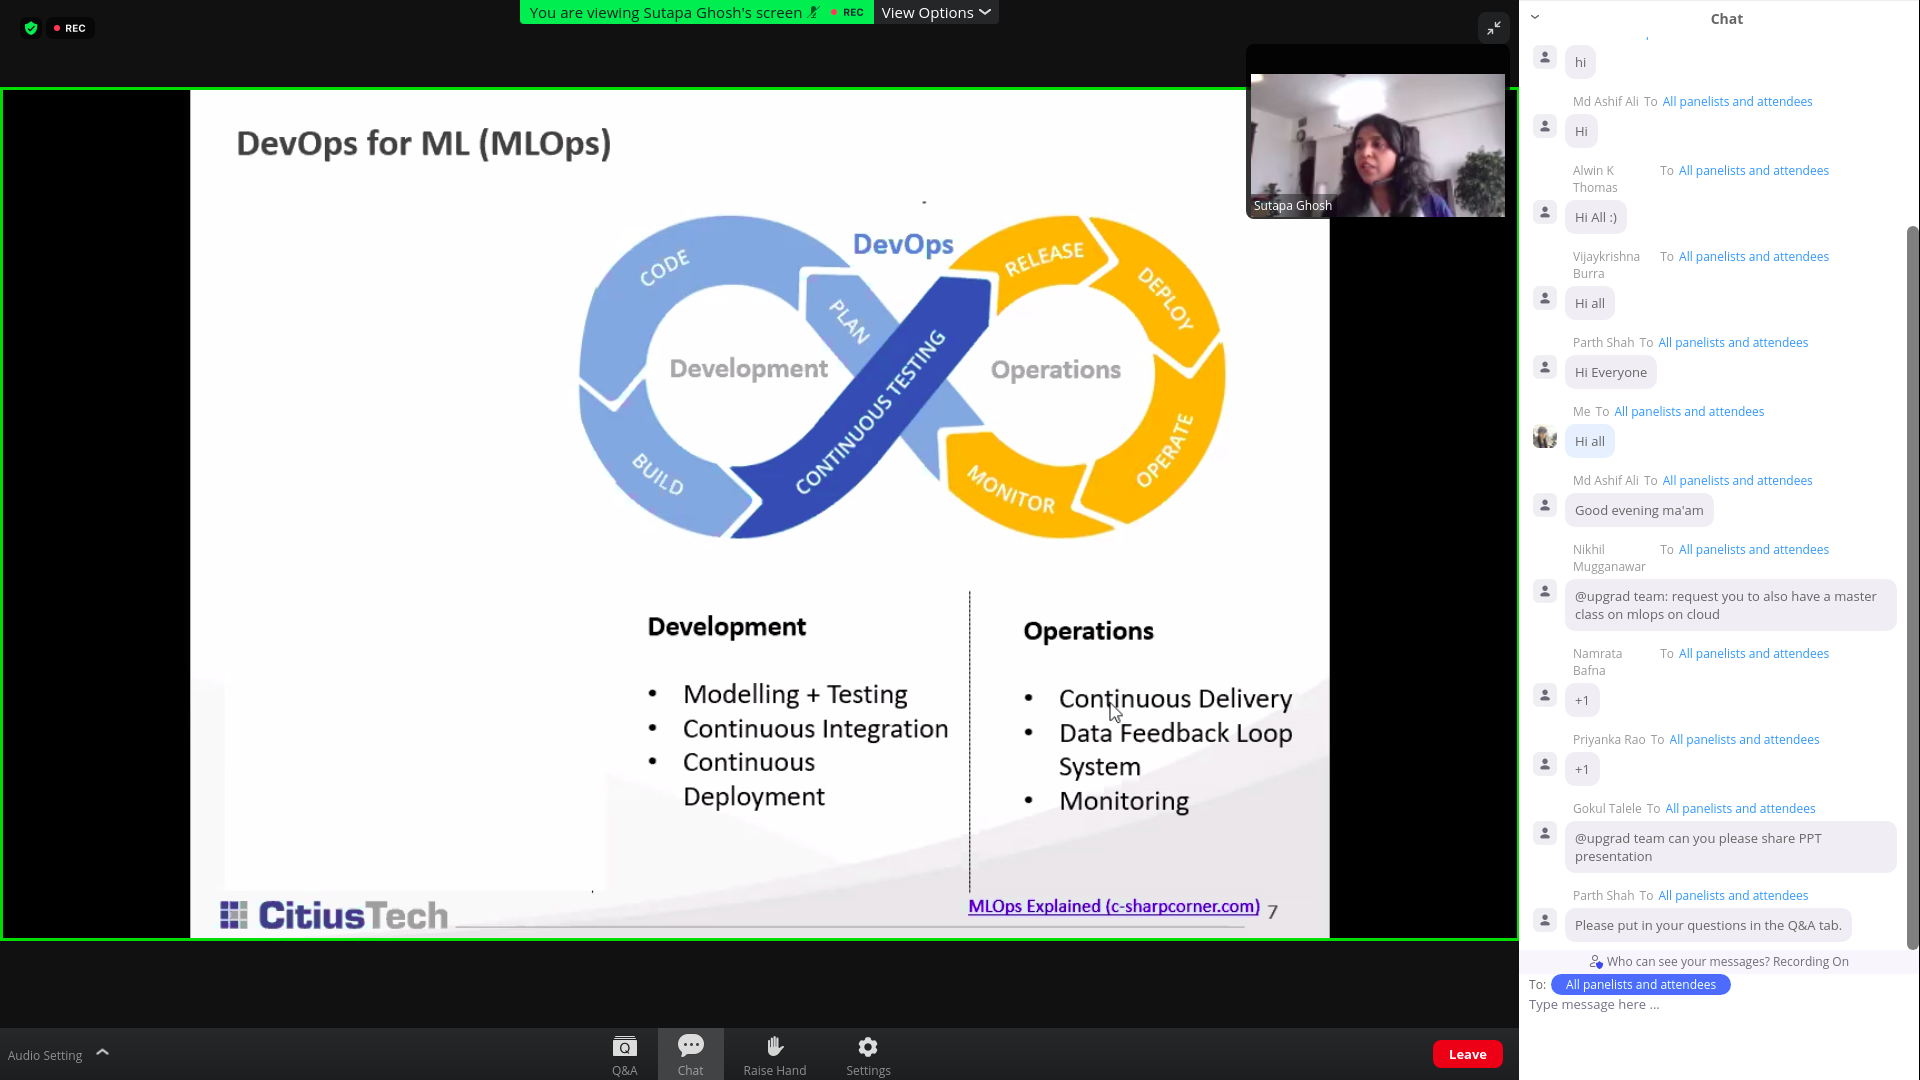 You are viewing Sutapa Ghosh's screen
REC
View Options
REC
DevOps for ML (MLOps)
Sutapa Ghosh
DevOps
CODE
PLAN
BUILD
CONTINUOUS TESTING
RELEASE
DEPLOY
OPERATE
MONITOR
Development
Operations
Development
• Modelling + Testing
• Continuous Integration
• Continuous
Deployment
Operations
• Continuous Delivery
• Data Feedback Loop
System
• Monitoring
CitiusTech
MLOps Explained (c-sharpcorner.com)
7
Audio Setting
Q&A
Chat
Raise Hand
Settings
Leave
Chat
hi
Md Ashif Ali To All panelists and attendees
Hi
Alwin K To All panelists and attendees
Thomas
Hi All :)
Vijaykrishna To All panelists and attendees
Burra
Hi all
Parth Shah To All panelists and attendees
Hi Everyone
Me To All panelists and attendees
Hi all
Md Ashif Ali To All panelists and attendees
Good evening ma'am
Nikhil To All panelists and attendees
Mugganawar
@upgrad team: request you to also have a master
class on mlops on cloud
Namrata To All panelists and attendees
Bafna
+1
Priyanka Rao To All panelists and attendees
+1
Gokul Talele To All panelists and attendees
@upgrad team can you please share PPT
presentation
Parth Shah To All panelists and attendees
Please put in your questions in the Q&A tab.
Who can see your messages? Recording On
To: All panelists and attendees
Type message here ...